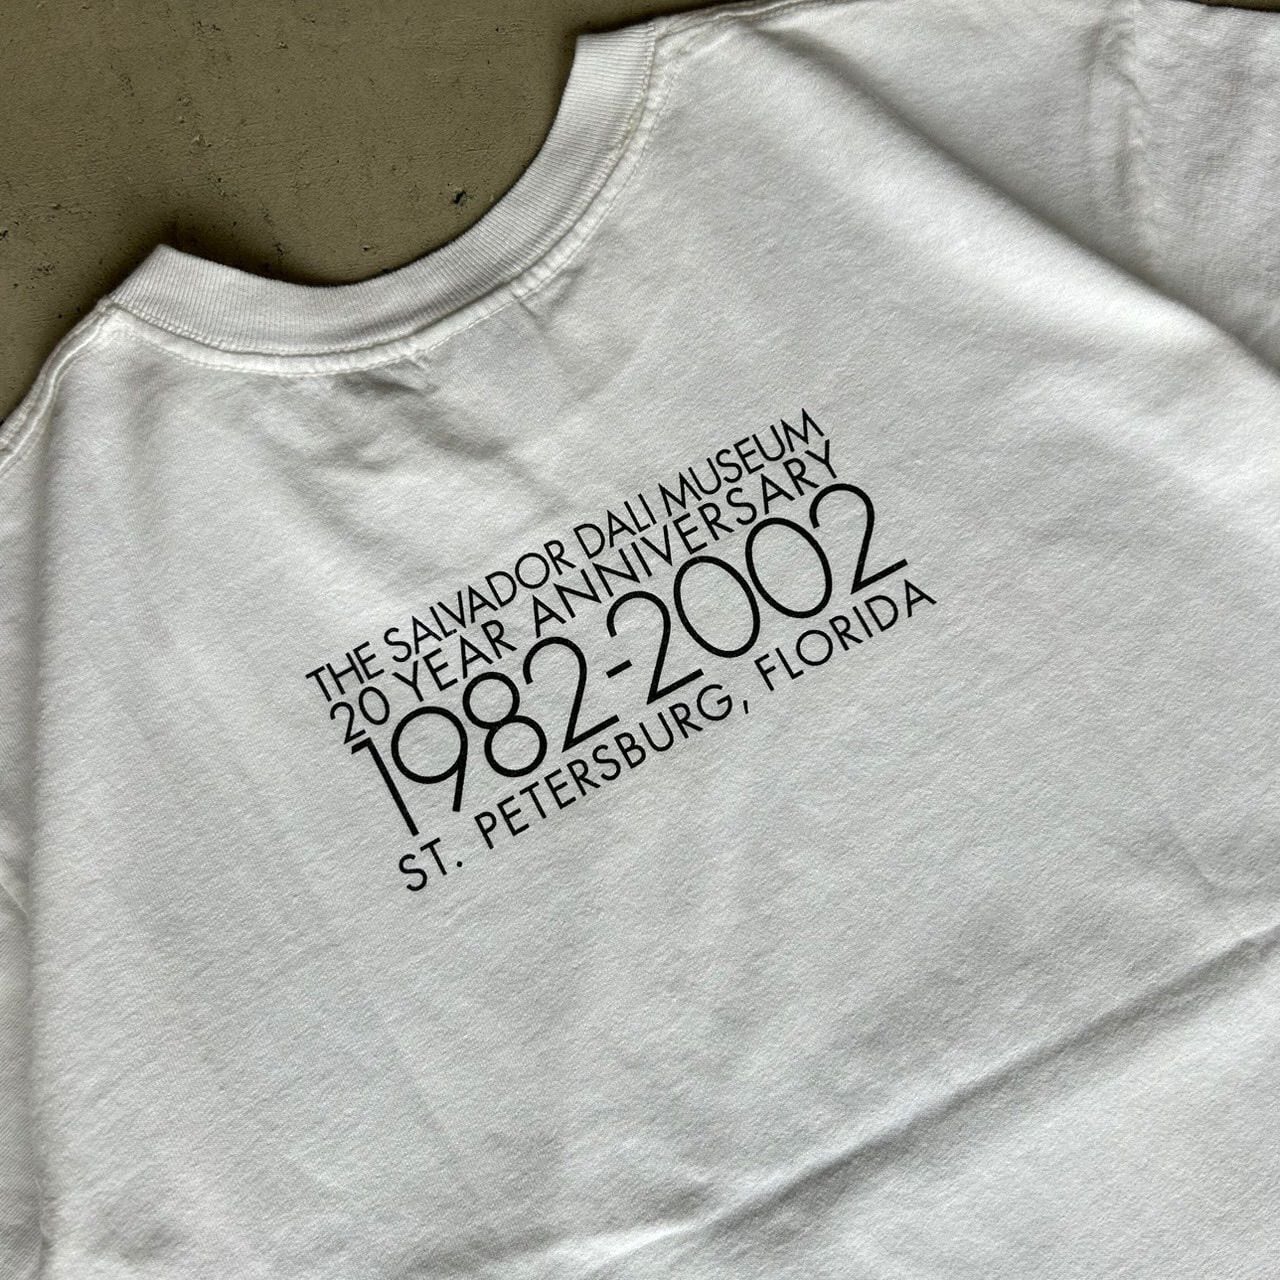 THE SALVADOR DALI MUSEUM
20 YEAR ANNIVERSARY
1982-2002
ST. PETERSBURG, FLORIDA